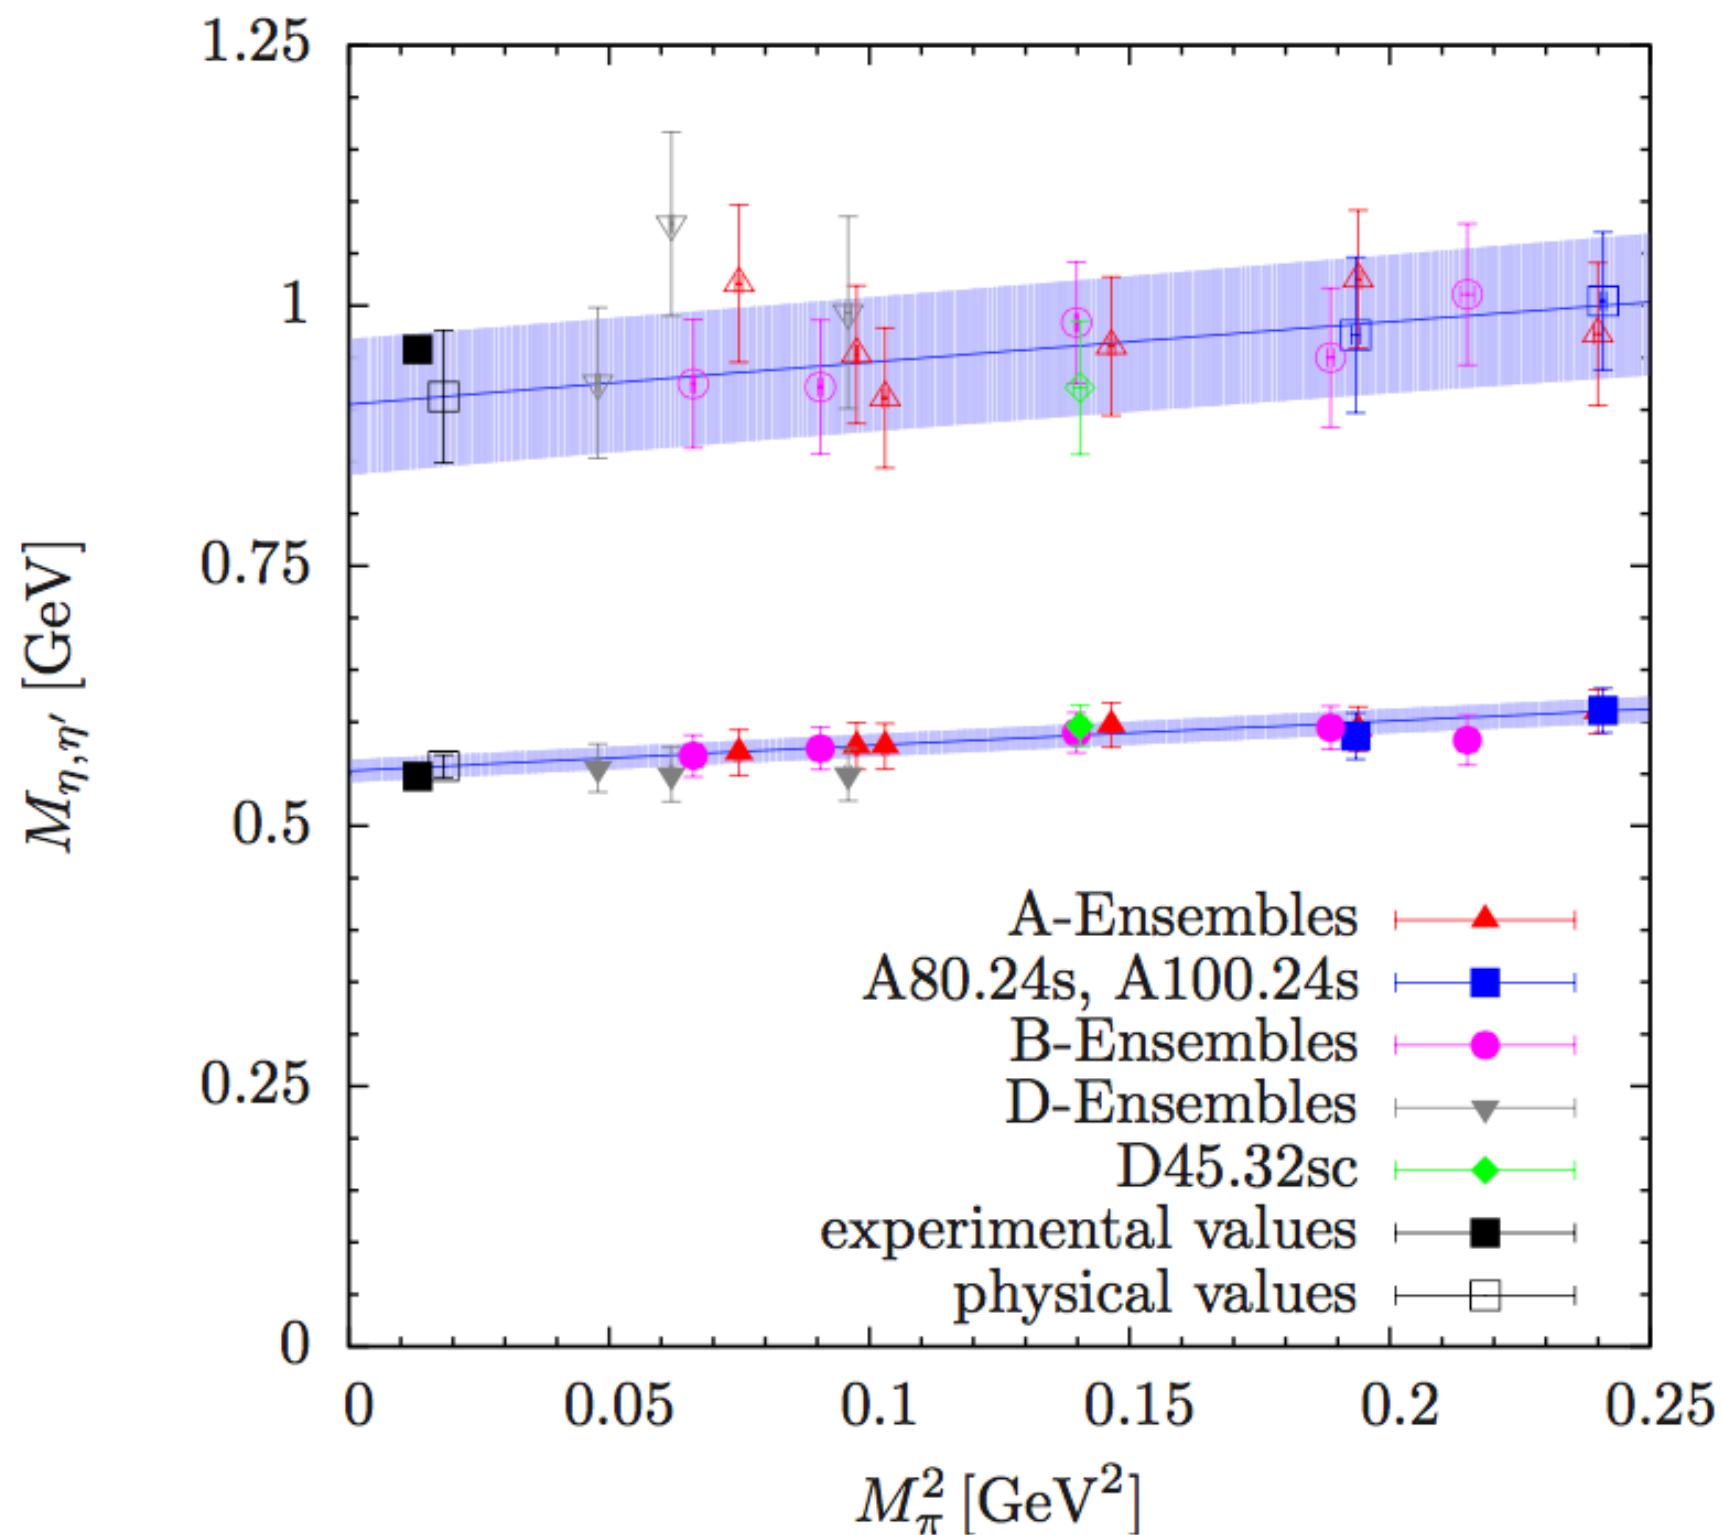 1.25
1
0.75
0.5
0.25
0
M_{η,η′} [GeV]
A-Ensembles
A80.24s, A100.24s
B-Ensembles
D-Ensembles
D45.32sc
experimental values
physical values
0 0.05 0.1 0.15 0.2 0.25
M_π^2 [GeV^2]